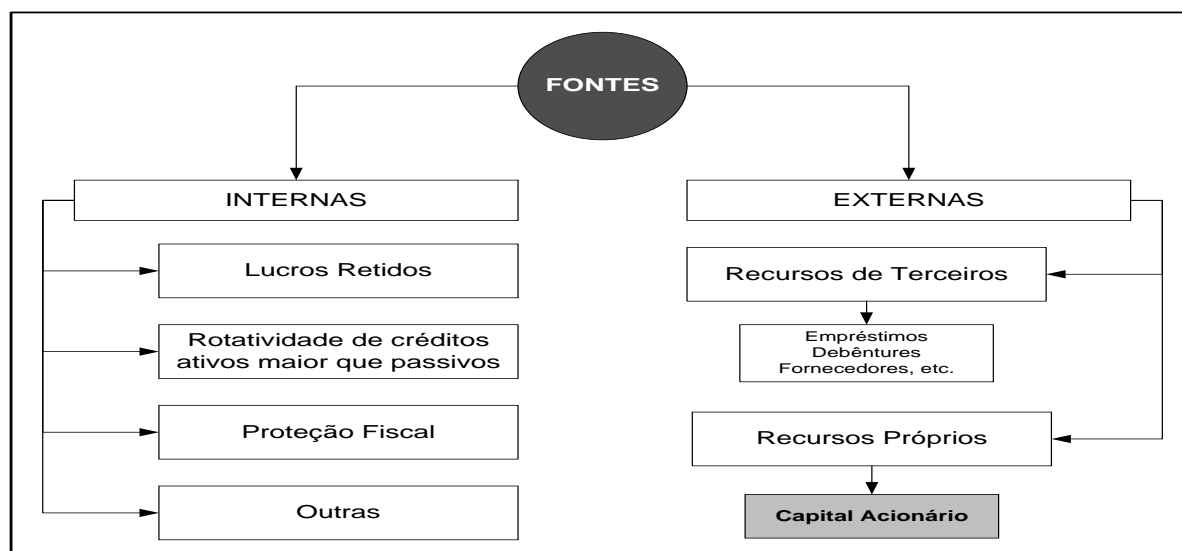 FONTES
INTERNAS
Lucros Retidos
Rotatividade de créditos
ativos maior que passivos
Proteção Fiscal
Outras
EXTERNAS
Recursos de Terceiros
Empréstimos
Debêntures
Fornecedores, etc.
Recursos Próprios
Capital Acionário